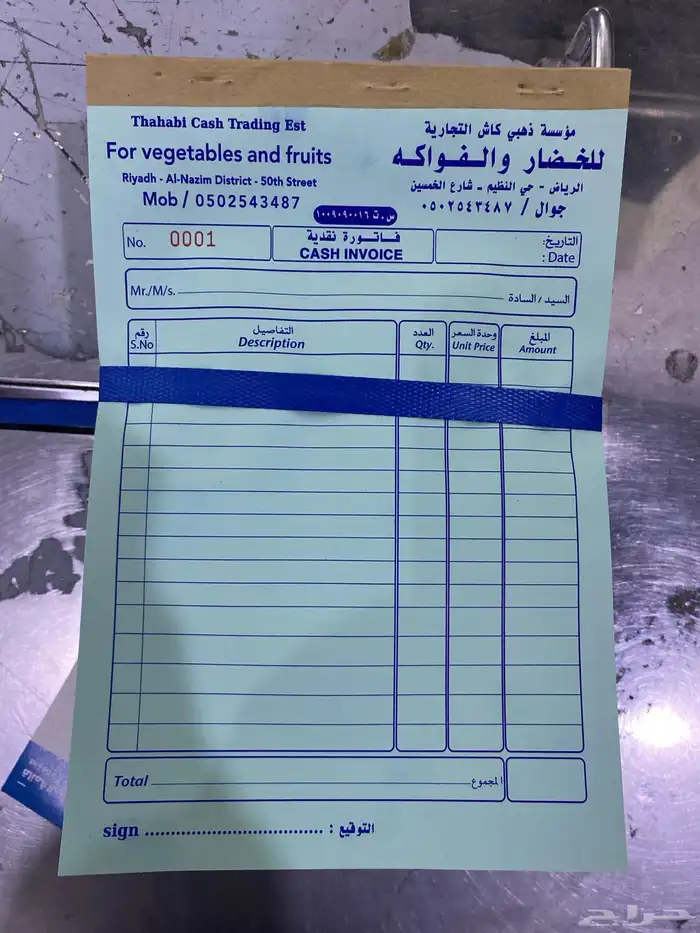 Thahabi Cash Trading Est
For vegetables and fruits
Riyadh - Al-Nazim District - 50th Street
Mob / 0502543487
مؤسسة ذهبي كاش التجارية
للخضار والفواكه
الرياض - حي النظيم - شارع الخمسين
جوال / ٠٥٠٢٥٤٣٤٨٧
س.ت ١٠٠٩٠٩٠٠١٦
No. 0001
فاتورة نقدية
CASH INVOICE
التاريخ:
Date :
Mr./M/s. السيد / السادة
رقم التفاصيل العدد وحدة السعر المبلغ
S.No Description Qty. Unit Price Amount
Total المجموع
sign ................................... التوقيع :
حراج